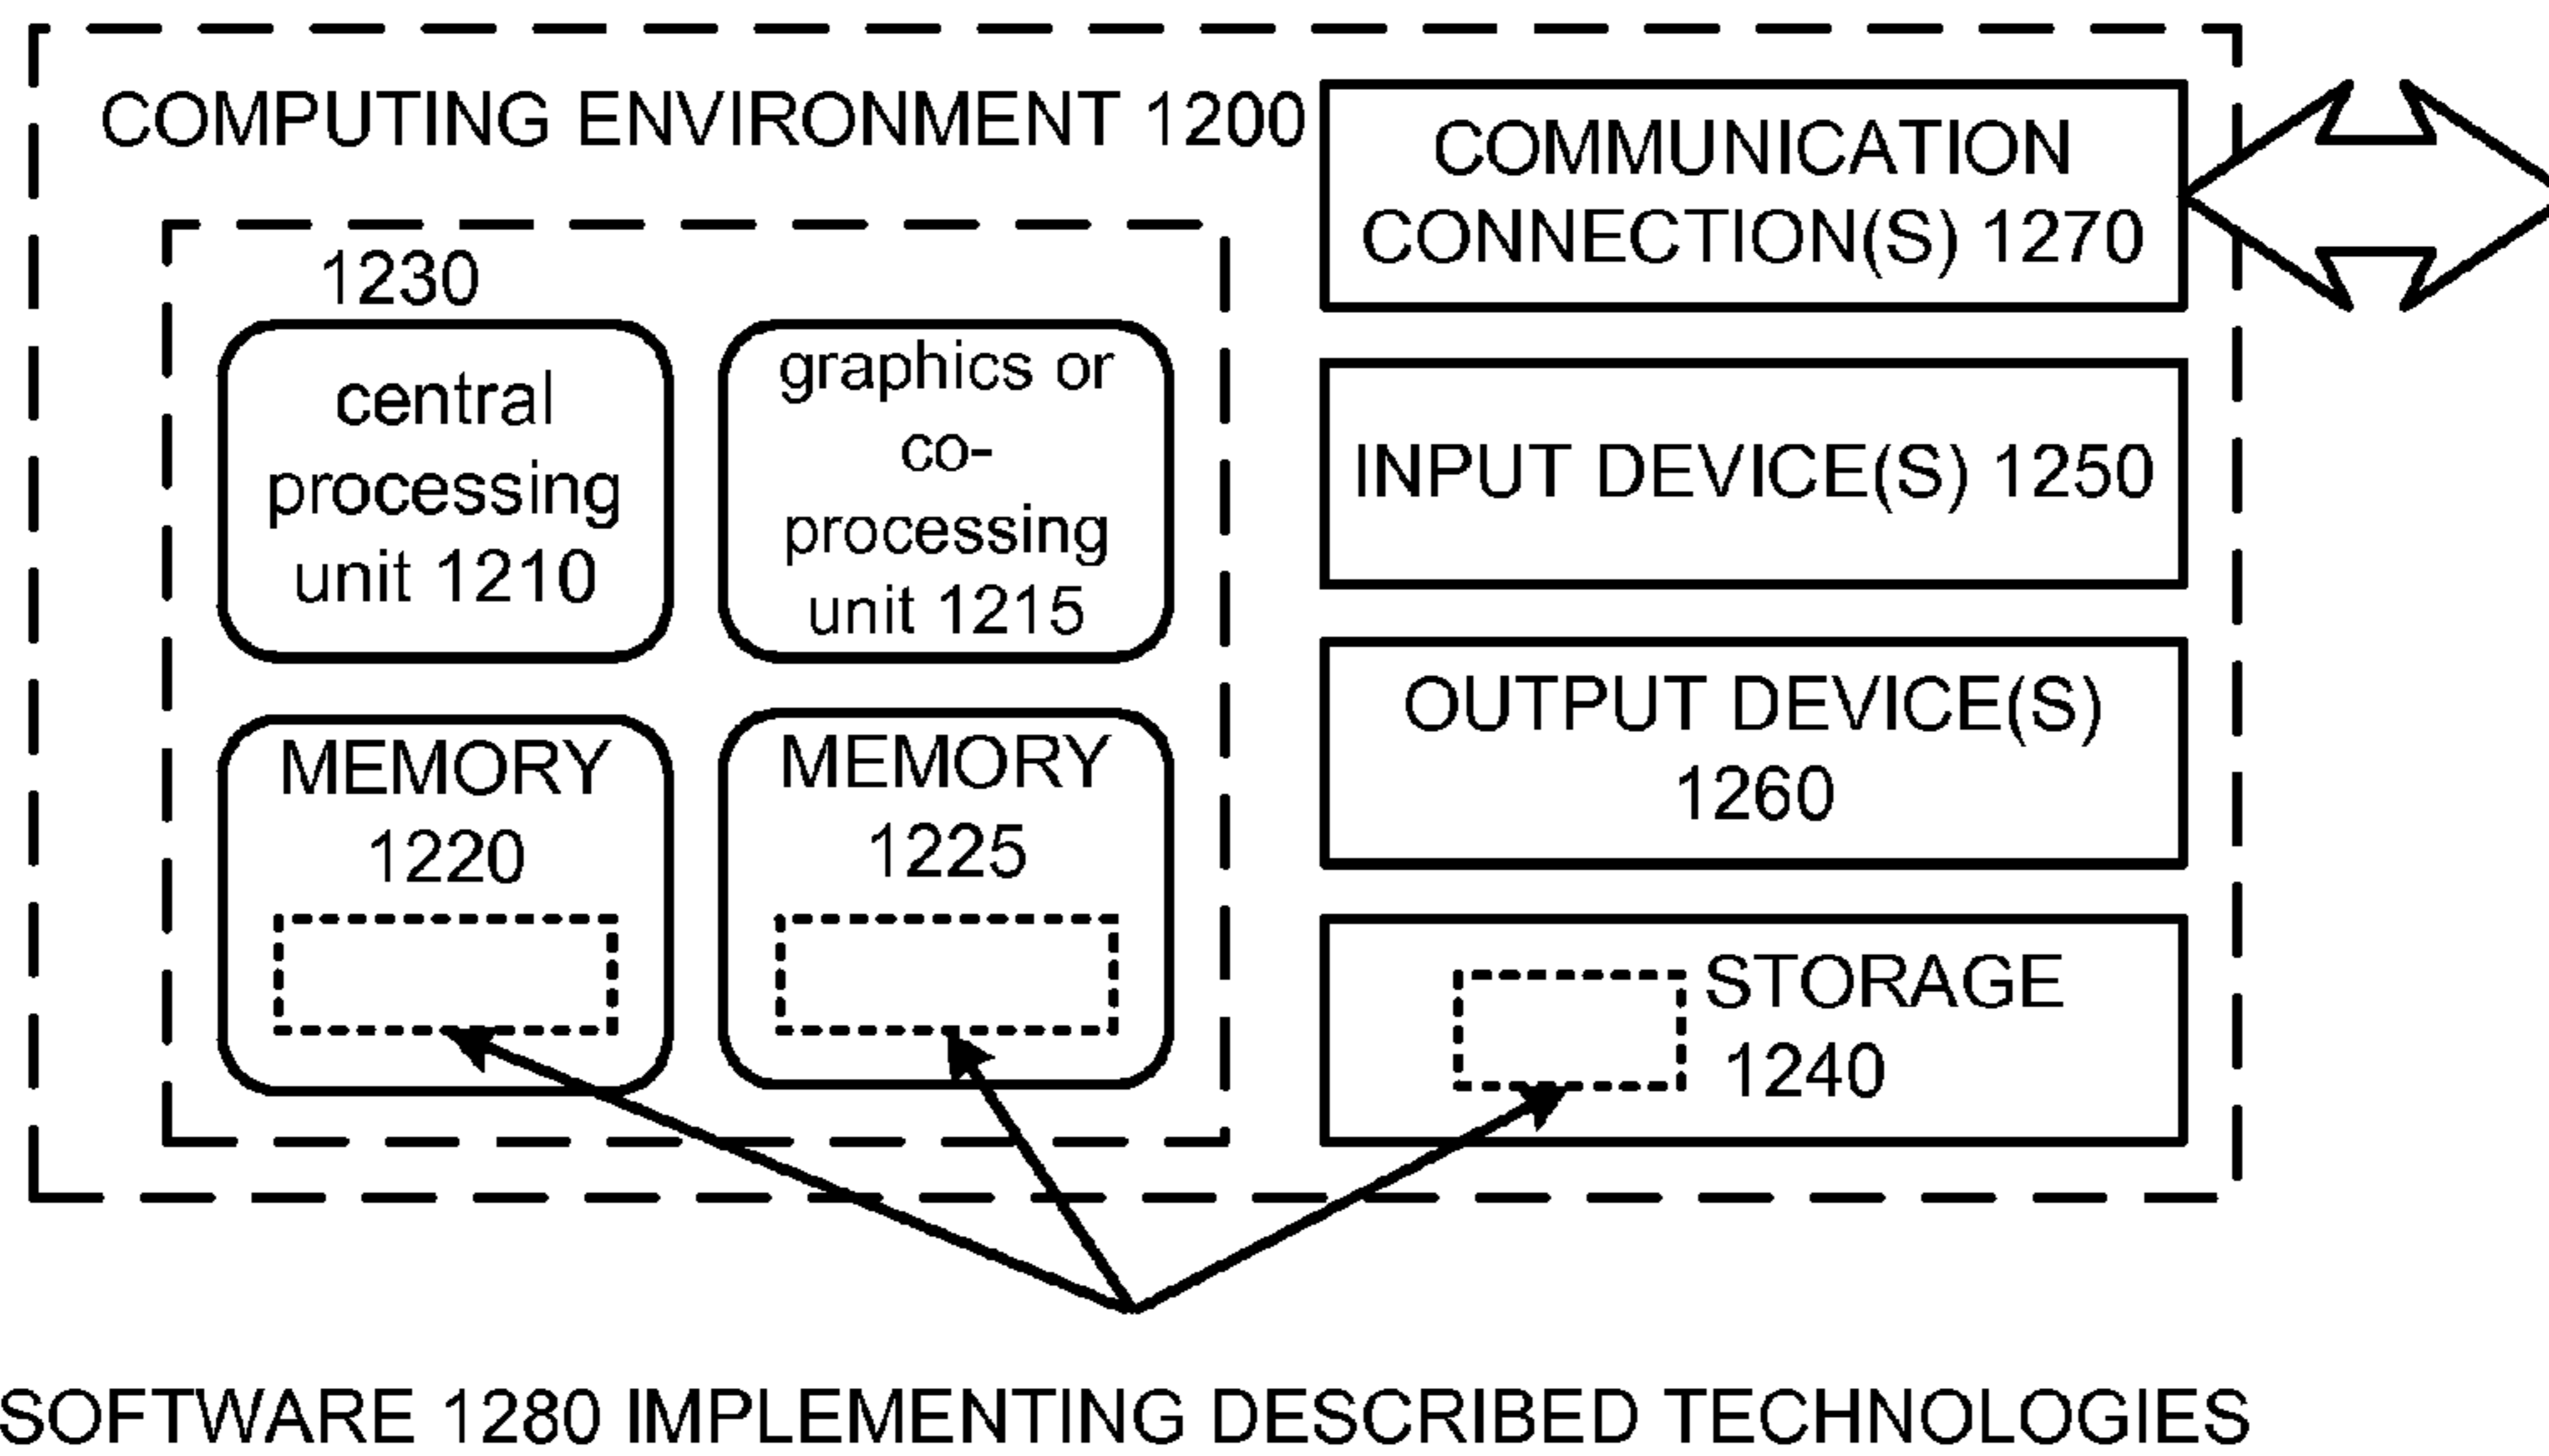 COMPUTING ENVIRONMENT 1200
1230
central
processing
unit 1210
graphics or
co-
processing
unit 1215
MEMORY
1220
MEMORY
1225
COMMUNICATION
CONNECTION(S) 1270
INPUT DEVICE(S) 1250
OUTPUT DEVICE(S)
1260
STORAGE
1240
SOFTWARE 1280 IMPLEMENTING DESCRIBED TECHNOLOGIES